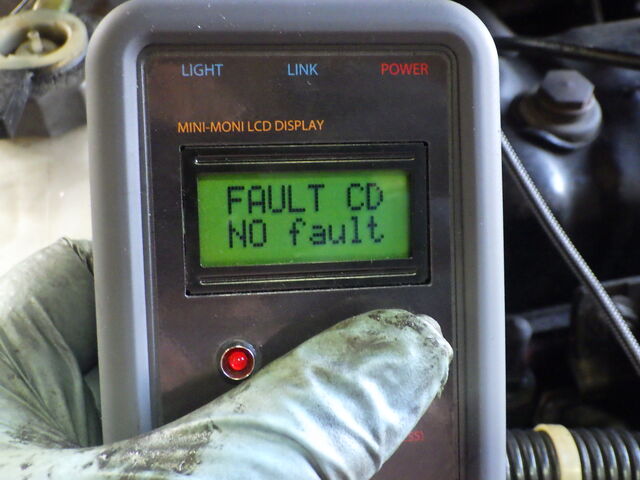 LIGHT LINK POWER
MINI-MONI LCD DISPLAY
FAULT CD
NO fault